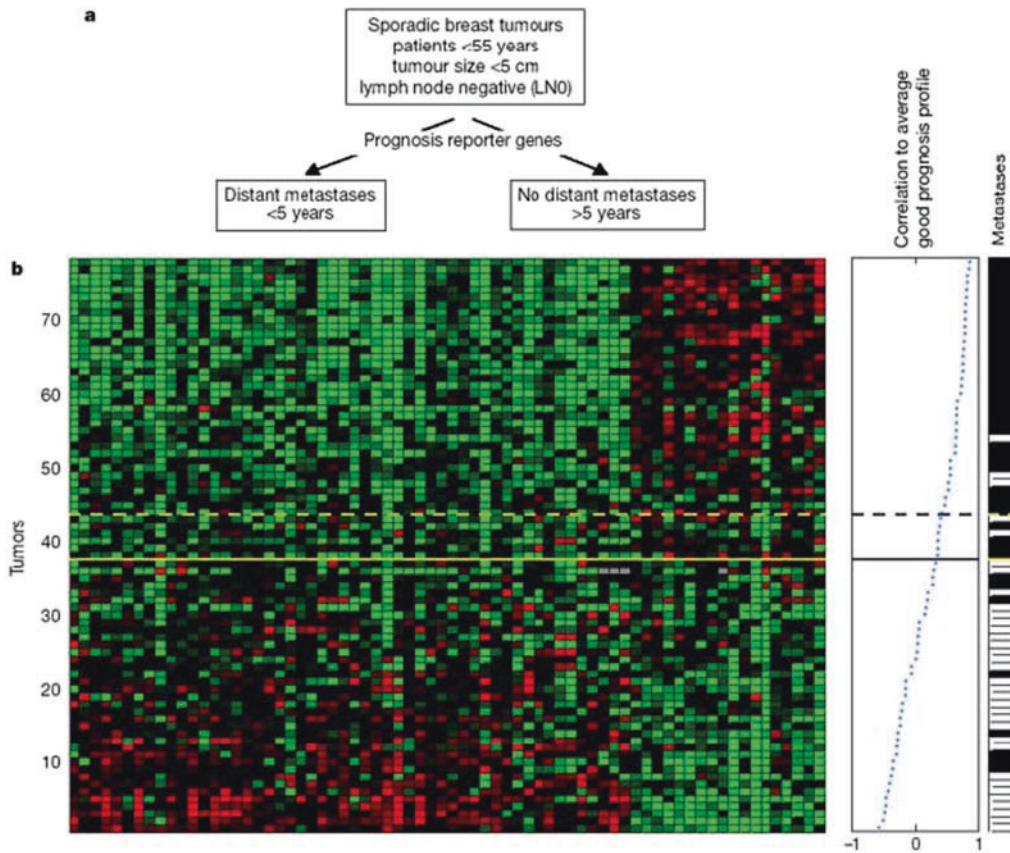 a
Sporadic breast tumours
patients <55 years
tumour size <5 cm
lymph node negative (LN0)
Prognosis reporter genes
Distant metastases
<5 years
No distant metastases
>5 years
Correlation to average
good prognosis profile
Metastases
b
Tumors
70
60
50
40
30
20
10
–1 0 1